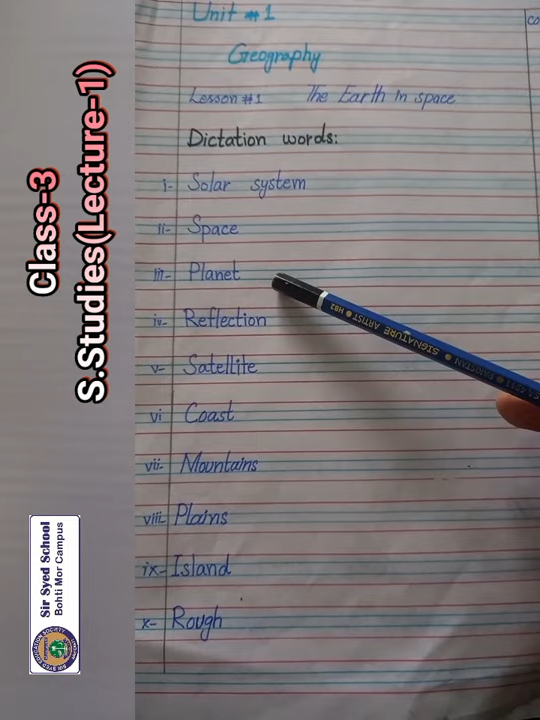 Class-3
S.Studies(Lecture-1)
Sir Syed School
Bohti Mor Campus
Unit #1
Geography
Lesson #1 The Earth in space
Dictation words:
i- Solar system
ii- Space
iii- Planet
iv- Reflection
v- Satellite
vi Coast
vii- Mountains
viii- Plains
ix- Island
x- Rough
SIGNATURE ARTIST HB2